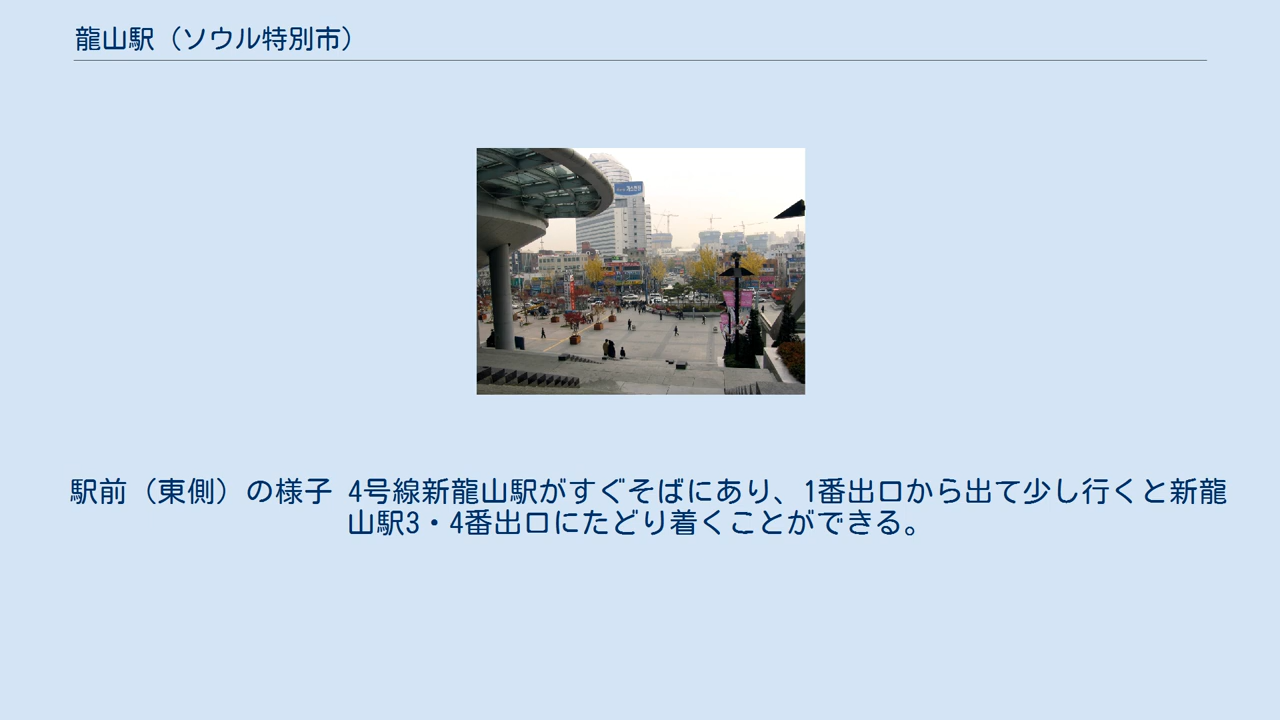 龍山駅（ソウル特別市）
駅前（東側）の様子 4号線新龍山駅がすぐそばにあり、1番出口から出て少し行くと新龍
山駅3・4番出口にたどり着くことができる。